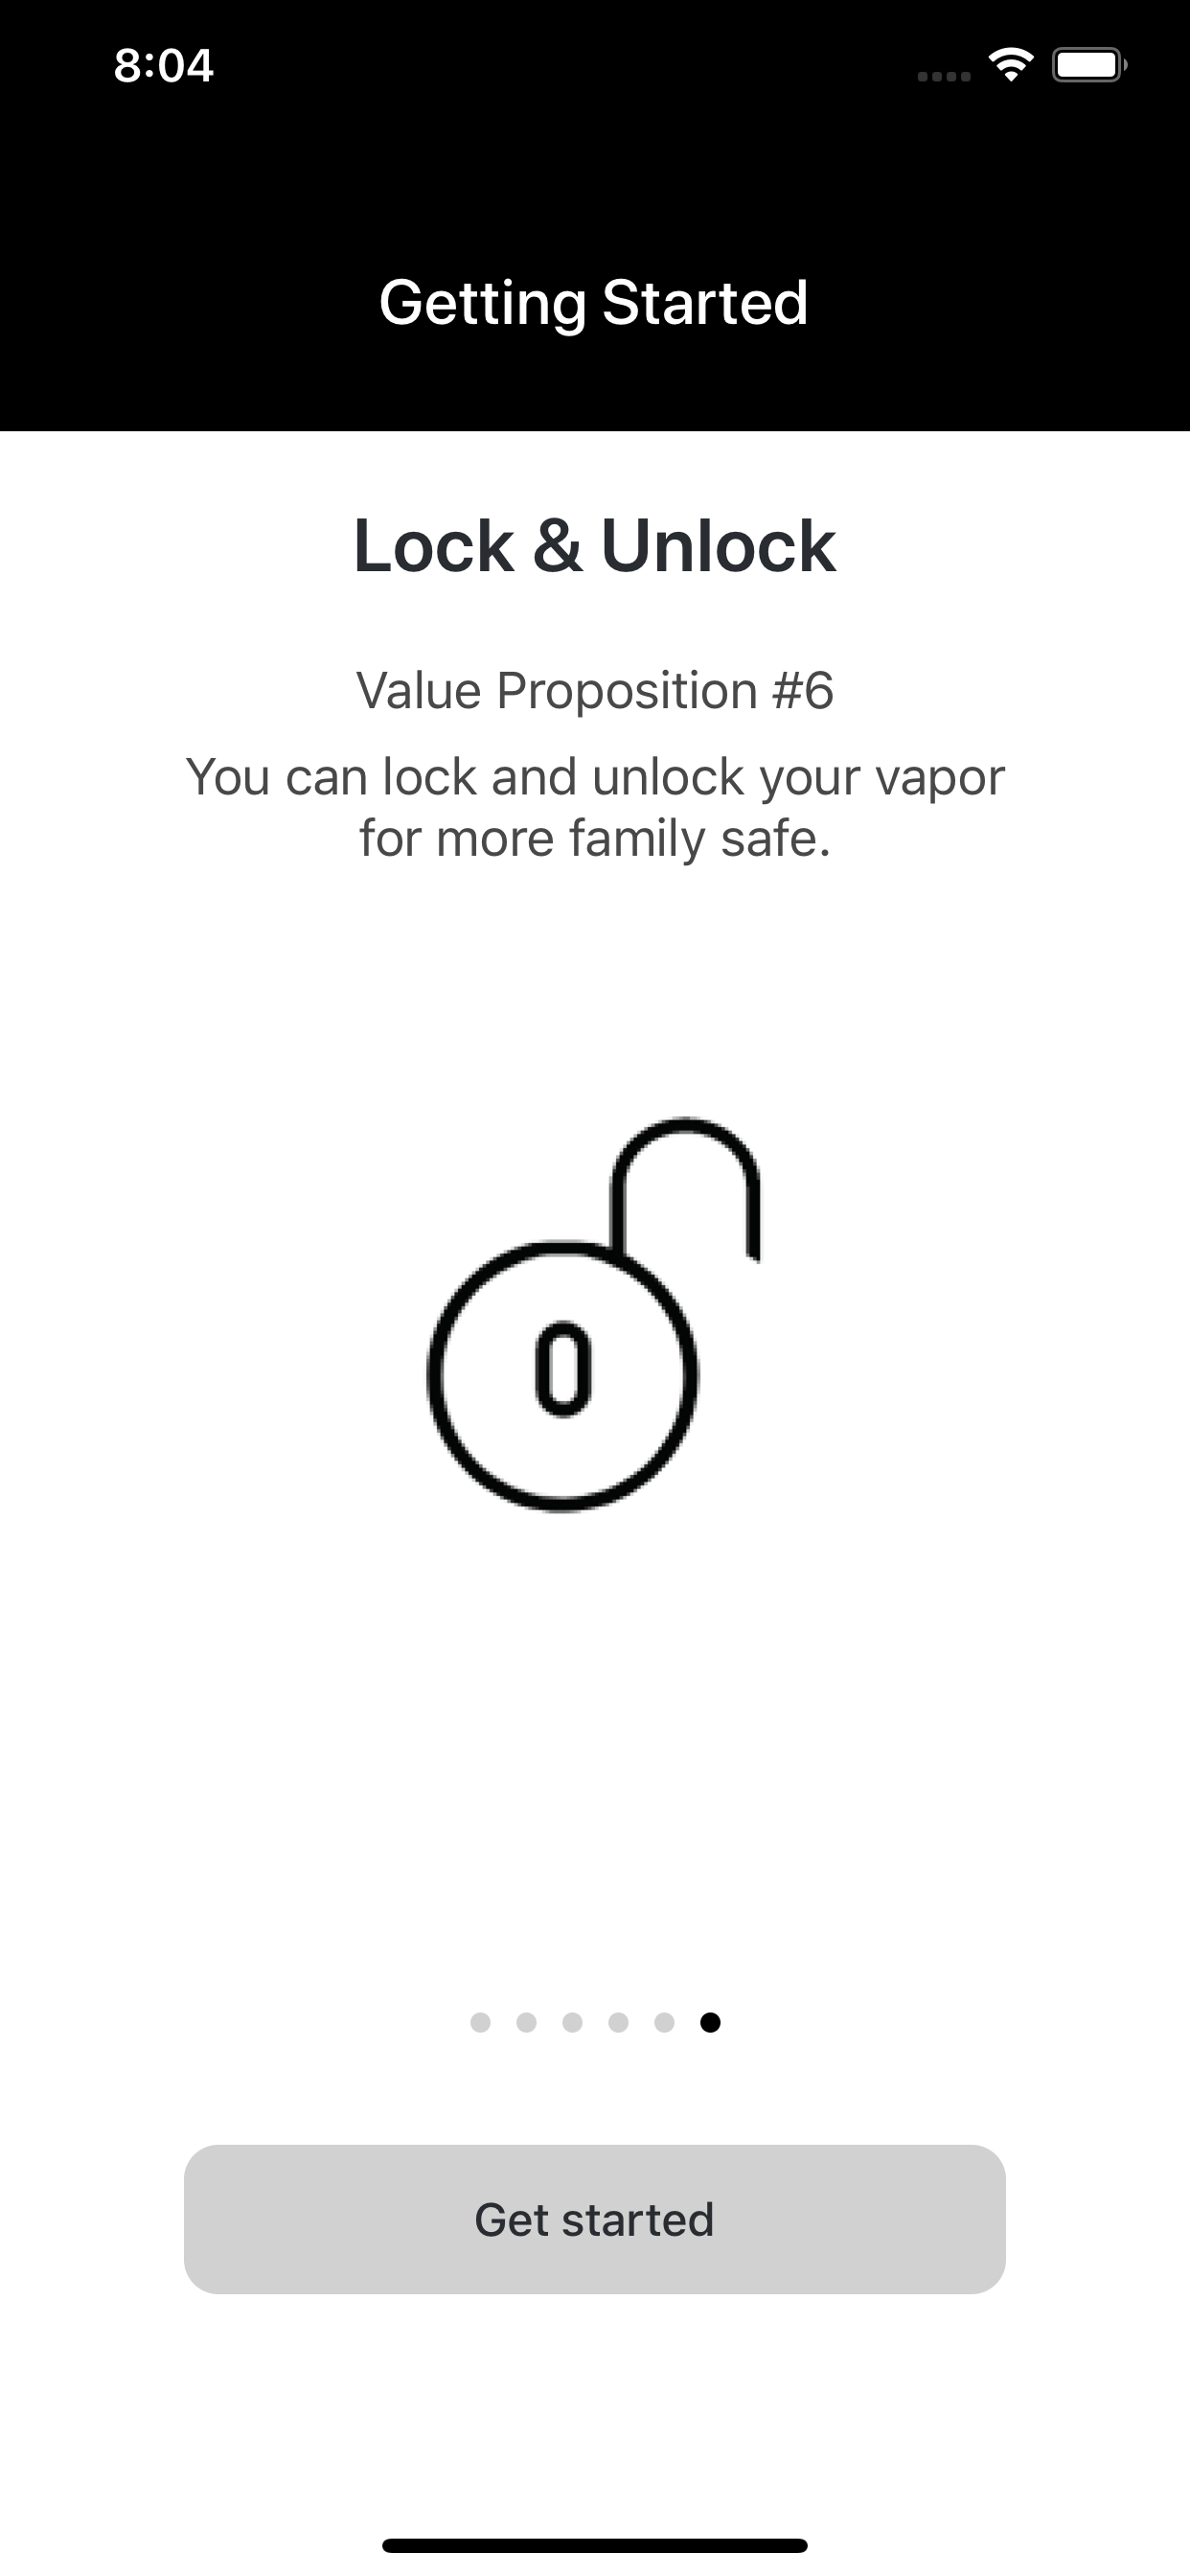 8:04
Getting Started
Lock & Unlock
Value Proposition #6
You can lock and unlock your vapor
for more family safe.
Get started